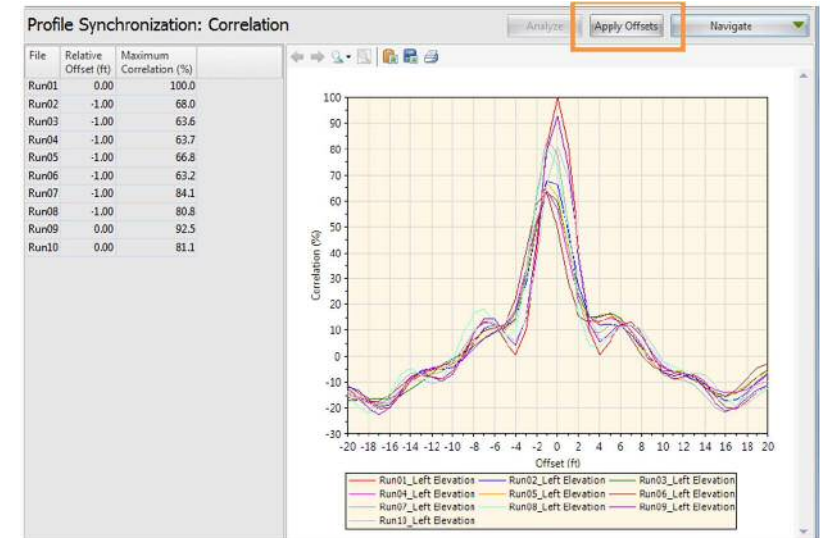 Profile Synchronization: Correlation
Analyze
Apply Offsets
Navigate
File Relative Offset (ft) Maximum Correlation (%)
Run01 0.00 100.0
Run02 -1.00 68.0
Run03 -1.00 63.6
Run04 -1.00 63.7
Run05 -1.00 66.8
Run06 -1.00 63.2
Run07 -1.00 84.1
Run08 -1.00 80.8
Run09 0.00 92.5
Run10 0.00 81.1
100
90
80
70
60
50
40
30
20
10
0
-10
-20
-30
Correlation (%)
-20 -18 -16 -14 -12 -10 -8 -6 -4 -2 0 2 4 6 8 10 12 14 16 18 20
Offset (ft)
Run01_Left Elevation Run02_Left Elevation Run03_Left Elevation
Run04_Left Elevation Run05_Left Elevation Run06_Left Elevation
Run07_Left Elevation Run08_Left Elevation Run09_Left Elevation
Run10_Left Elevation